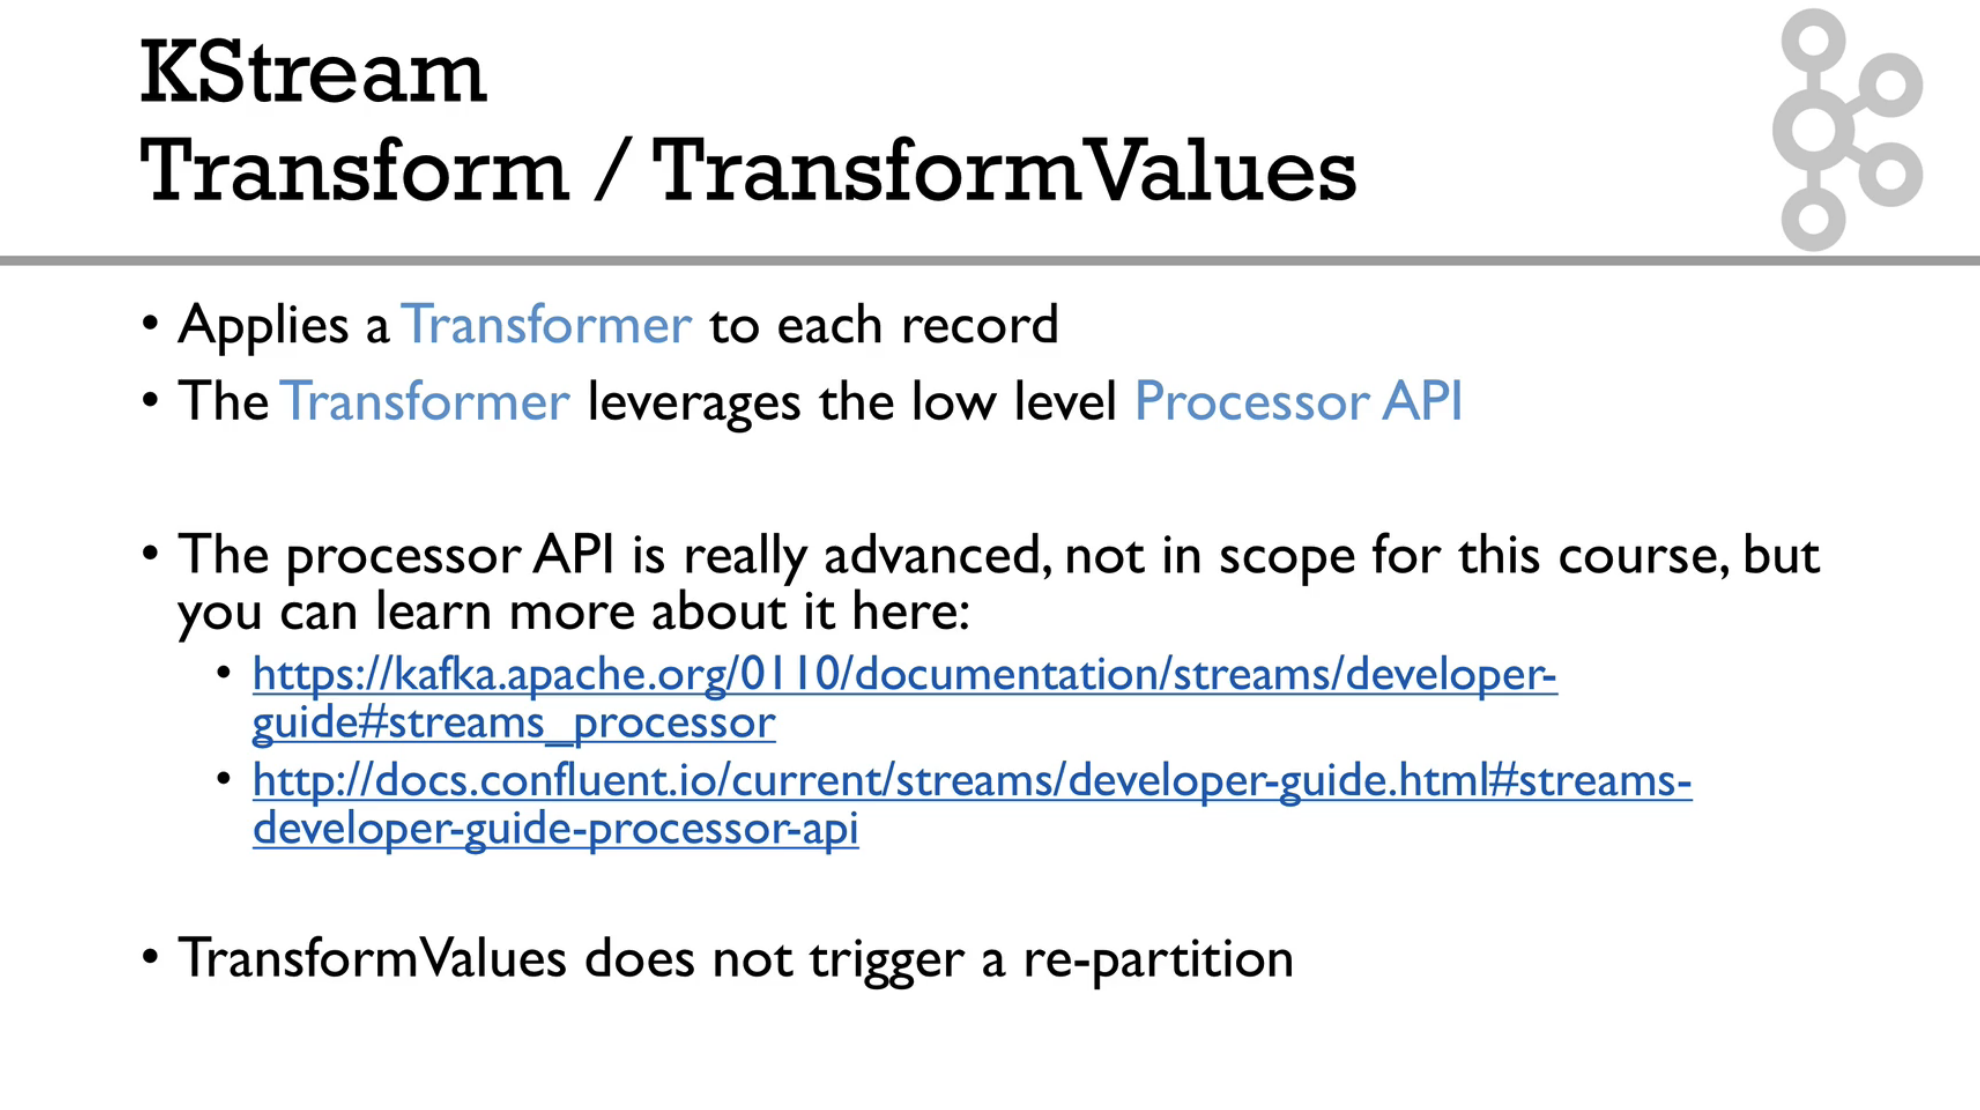 KStream
Transform / TransformValues
• Applies a Transformer to each record
• The Transformer leverages the low level Processor API
• The processor API is really advanced, not in scope for this course, but
you can learn more about it here:
• https://kafka.apache.org/0110/documentation/streams/developer-
guide#streams_processor
• http://docs.confluent.io/current/streams/developer-guide.html#streams-
developer-guide-processor-api
• TransformValues does not trigger a re-partition